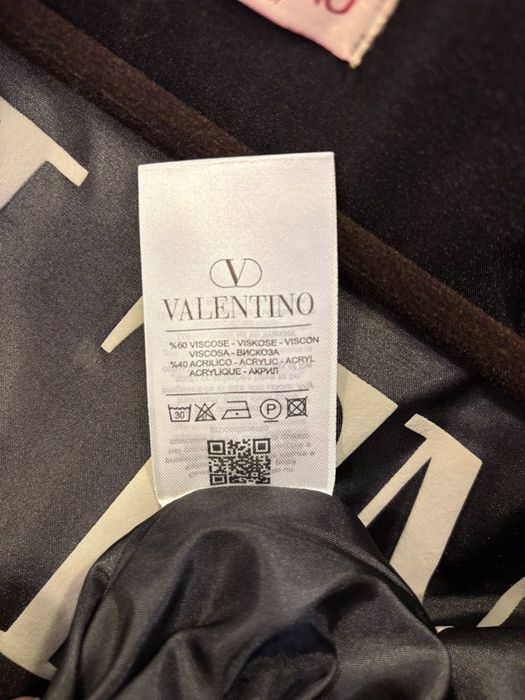 V
VALENTINO
%60 VISCOSE - VISKOSE - VISCON
VISCOSA - ВИСКОЗА
%40 ACRILICO - ACRYLIC - ACRYL
ACRYLIQUE - АКРИЛ
30
P